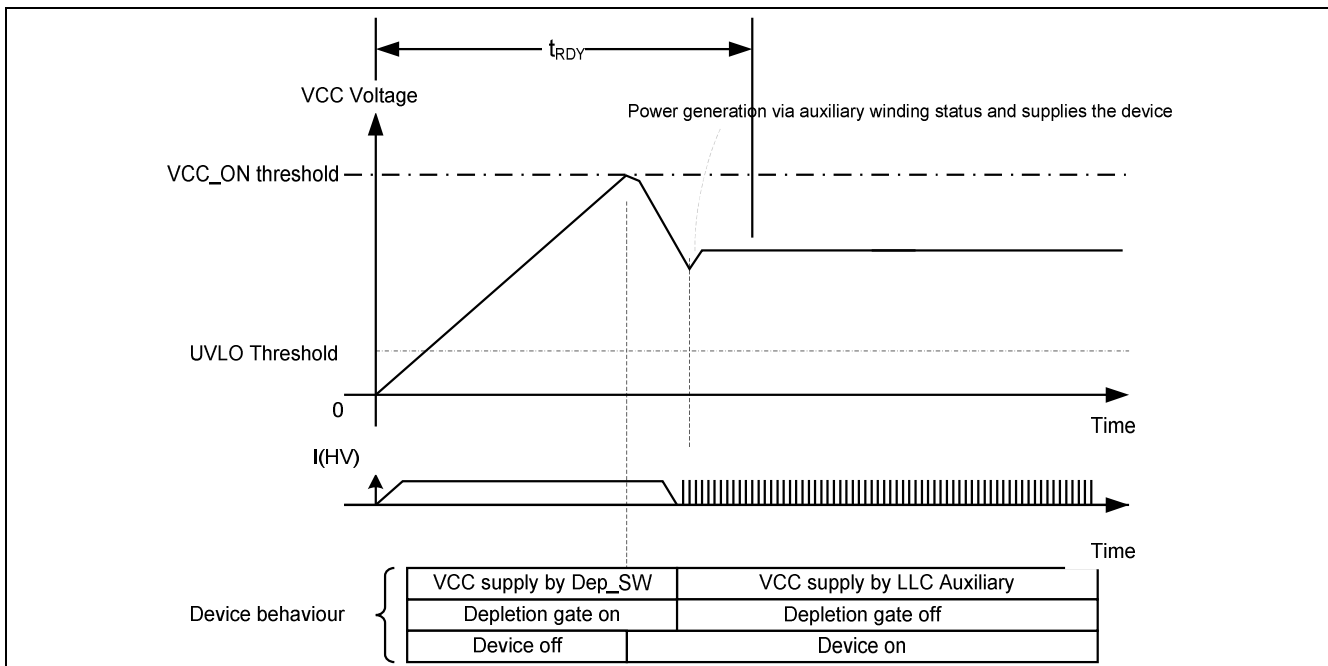 t_RDY
VCC Voltage
Power generation via auxiliary winding status and supplies the device
VCC_ON threshold
UVLO Threshold
0
Time
I(HV)
Time
Device behaviour
VCC supply by Dep_SW
VCC supply by LLC Auxiliary
Depletion gate on
Depletion gate off
Device off
Device on